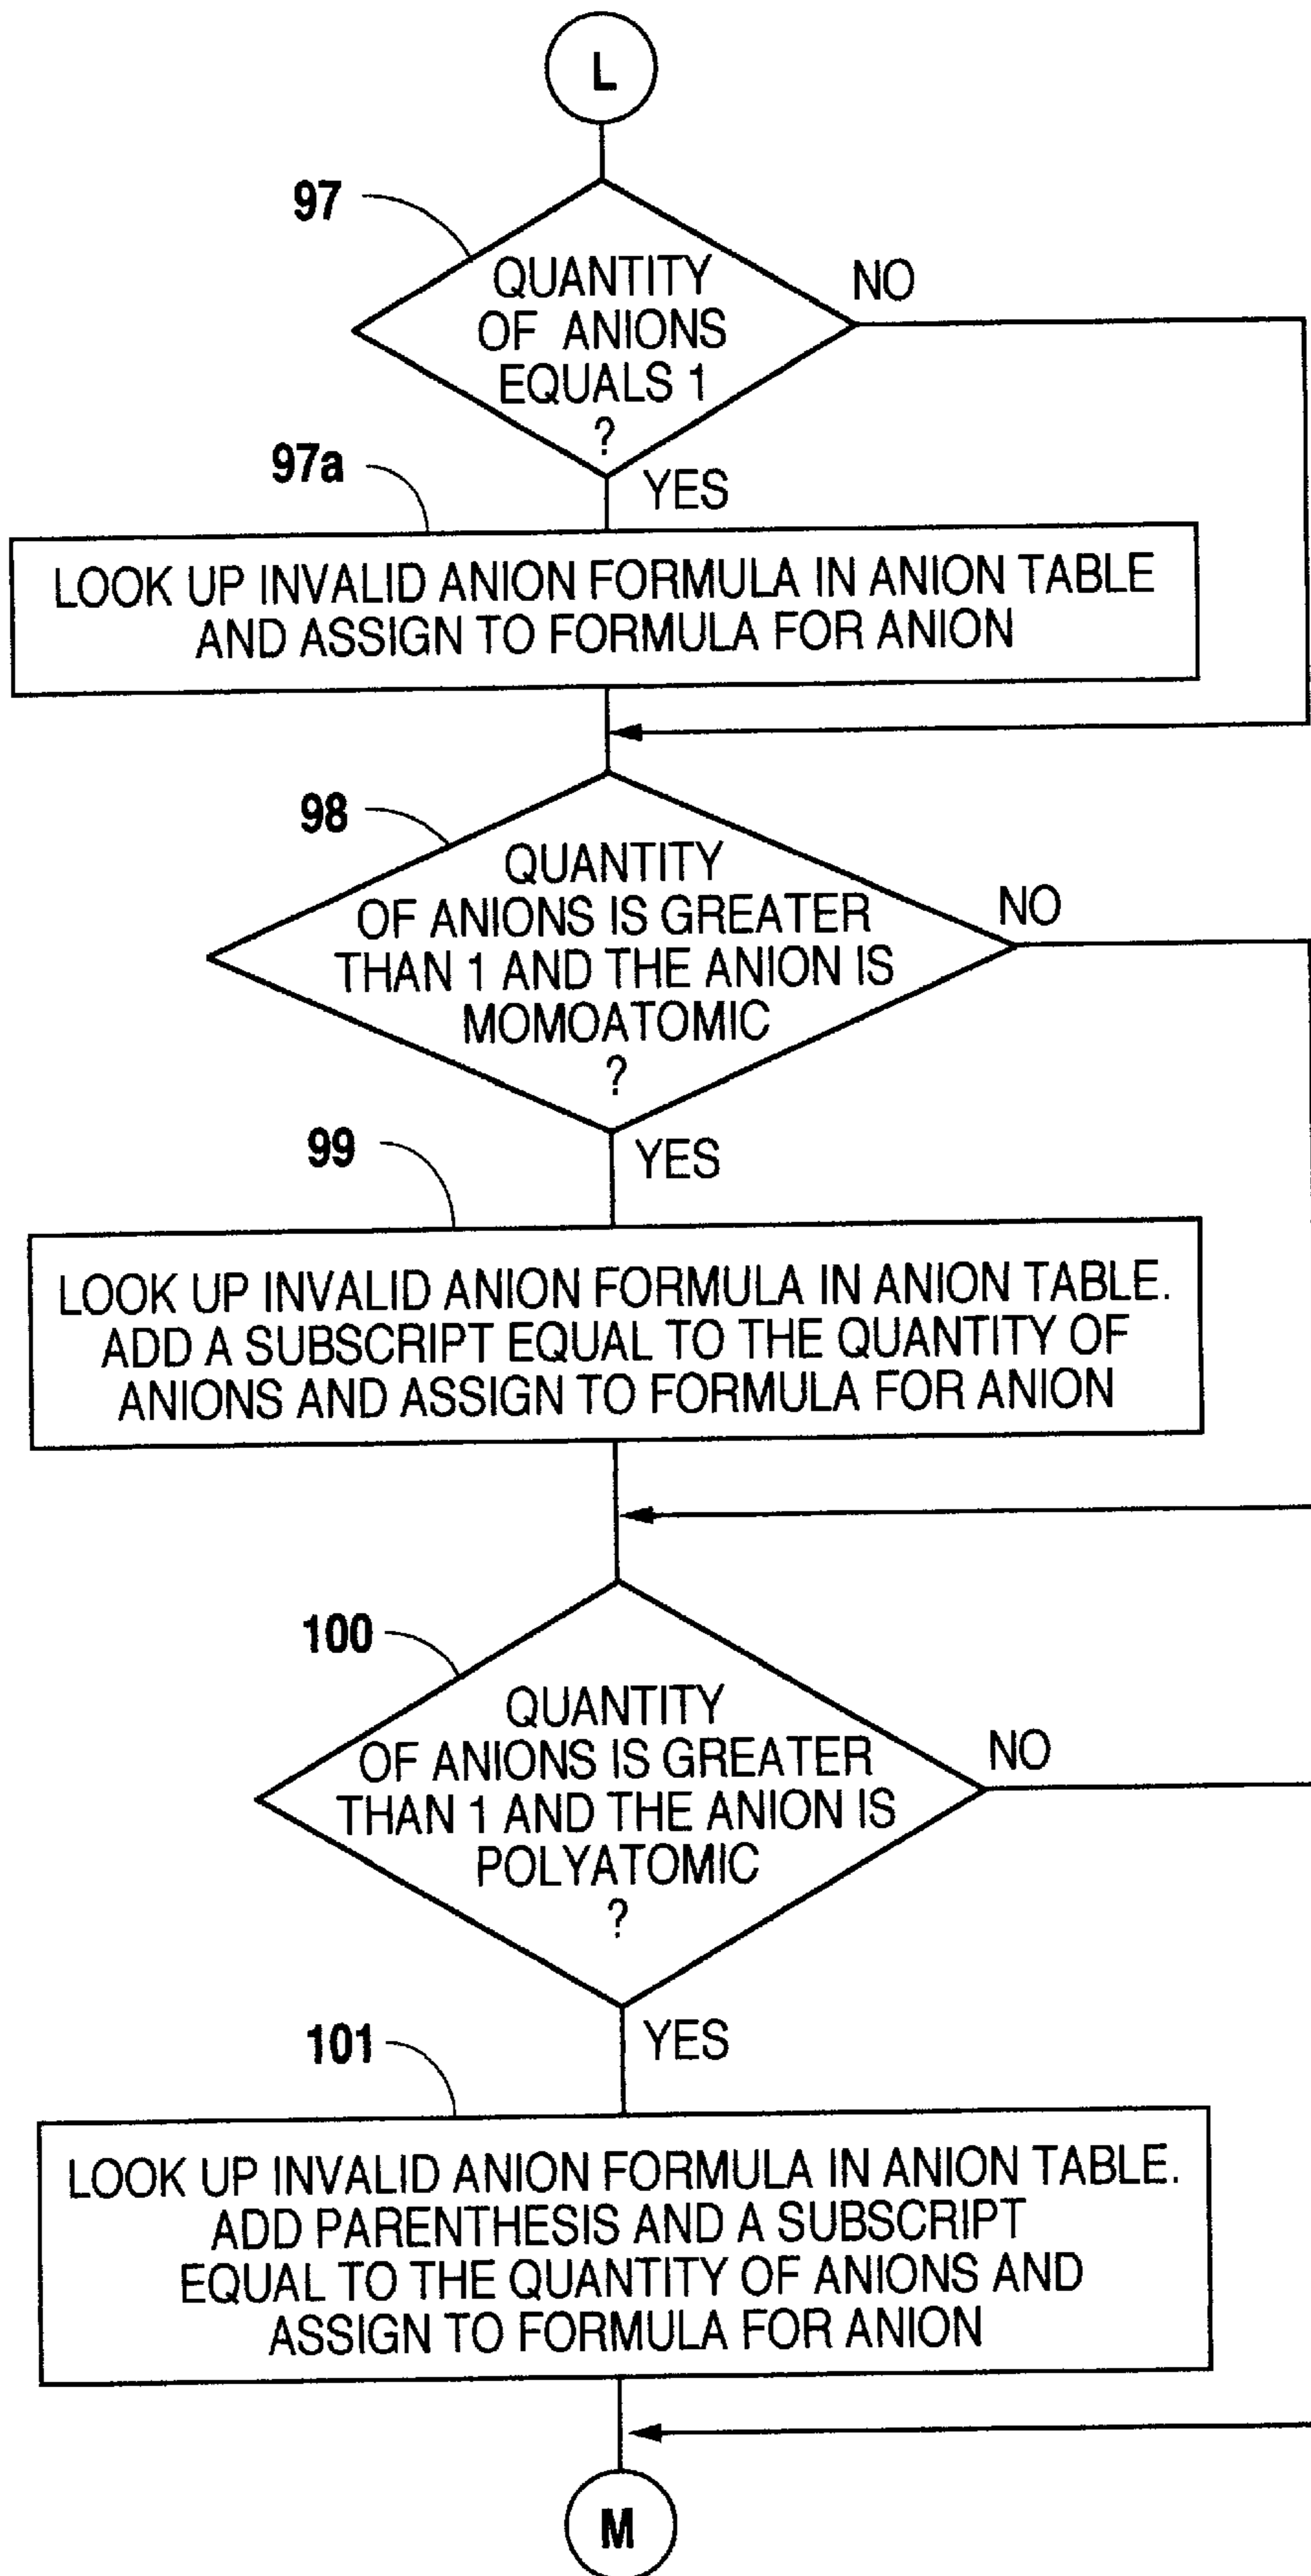 L
97
QUANTITY
OF ANIONS
EQUALS 1
?
NO
97a
YES
LOOK UP INVALID ANION FORMULA IN ANION TABLE
AND ASSIGN TO FORMULA FOR ANION
98
QUANTITY
OF ANIONS IS GREATER
THAN 1 AND THE ANION IS
MOMOATOMIC
?
NO
99
YES
LOOK UP INVALID ANION FORMULA IN ANION TABLE.
ADD A SUBSCRIPT EQUAL TO THE QUANTITY OF
ANIONS AND ASSIGN TO FORMULA FOR ANION
100
QUANTITY
OF ANIONS IS GREATER
THAN 1 AND THE ANION IS
POLYATOMIC
?
NO
101
YES
LOOK UP INVALID ANION FORMULA IN ANION TABLE.
ADD PARENTHESIS AND A SUBSCRIPT
EQUAL TO THE QUANTITY OF ANIONS AND
ASSIGN TO FORMULA FOR ANION
M